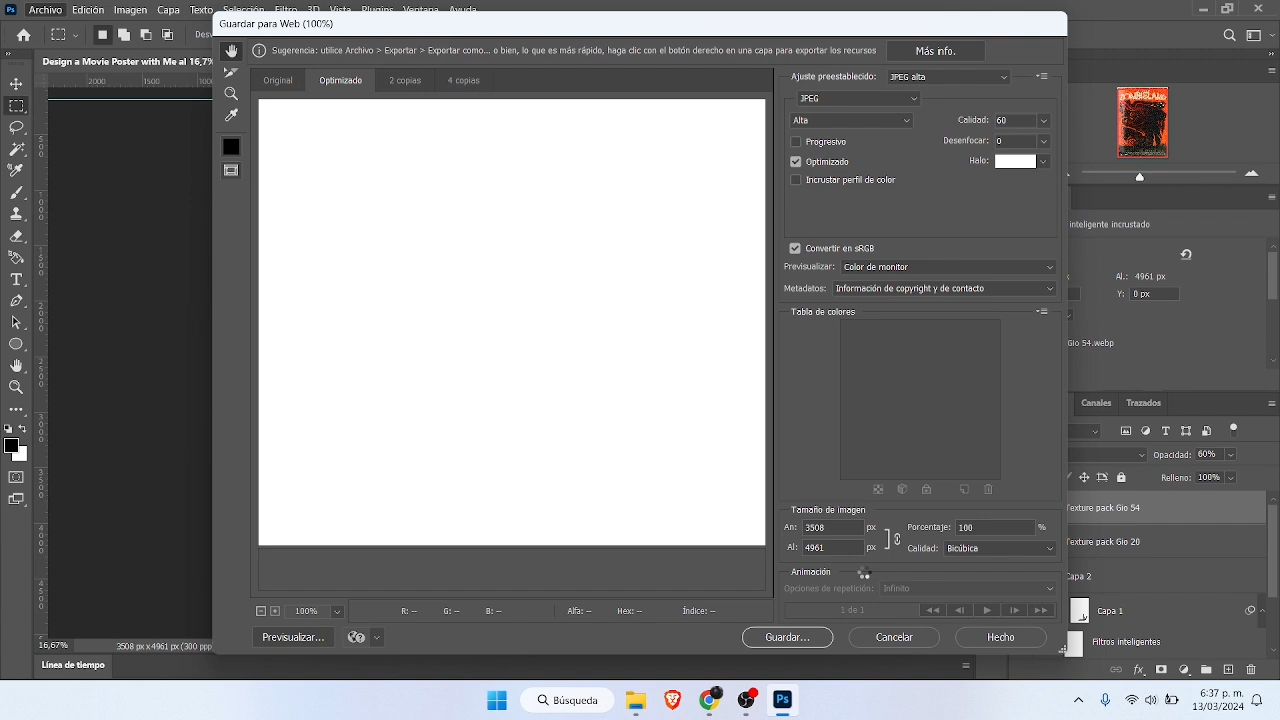 Archivo Edición Imagen Capa Texto Selección Filtro 3D Vista Plugins Ventana Ayuda
Guardar para Web (100%)
Sugerencia: utilice Archivo > Exportar > Exportar como... o bien, lo que es más rápido, haga clic con el botón derecho en una capa para exportar los recursos
Más info.
Design a Movie Poster with Me al 16,7%
Original Optimizado 2 copias 4 copias
Ajuste preestablecido: JPEG alta
JPEG
Alta
Calidad: 60
Progresivo
Desenfocar: 0
Optimizado
Halo:
Incrustar perfil de color
Convertir en sRGB
Previsualizar: Color de monitor
Metadatos: Información de copyright y de contacto
Tabla de colores
Tamaño de imagen
An: 3508 px
Porcentaje: 100 %
Al: 4961 px
Calidad: Bicúbica
Animación
Opciones de repetición: Infinito
1 de 1
100%
R: -- G: -- B: -- Alfa: -- Hex: -- Índice: --
Previsualizar... Guardar... Cancelar Hecho
ZOMBIELAND
inteligente incrustado
Al.: 4961 px
Y: 0 px
Gio 54.webp
Canales Trazados
Opacidad: 60%
Relleno: 100%
Texture pack Gio 54
Texture pack Gio 20
Capa 2
Capa 1
Filtros inteligentes
16,67% 3508 px x 4961 px (300 ppp)
Línea de tiempo
Búsqueda
13/03/2024